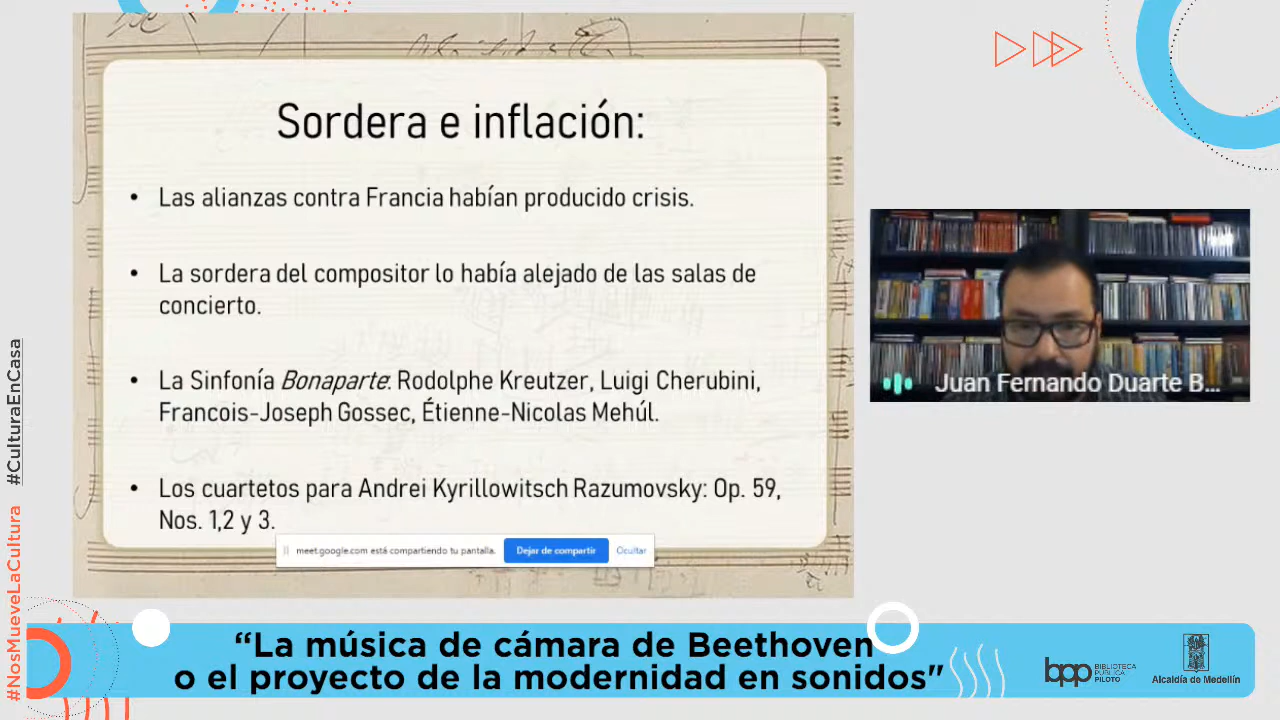 Sordera e inflación:
• Las alianzas contra Francia habían producido crisis.
• La sordera del compositor lo había alejado de las salas de
concierto.
• La Sinfonía Bonaparte: Rodolphe Kreutzer, Luigi Cherubini,
Francois-Joseph Gossec, Étienne-Nicolas Mehúl.
• Los cuartetos para Andrei Kyrillowitsch Razumovsky: Op. 59,
Nos. 1,2 y 3.
meet.google.com está compartiendo tu pantalla.
Dejar de compartir
Ocultar
Juan Fernando Duarte B...
#NosMueveLaCultura #CulturaEnCasa
“La música de cámara de Beethoven
o el proyecto de la modernidad en sonidos"
bpp BIBLIOTECA
PÚBLICA
PILOTO
Alcaldía de Medellín